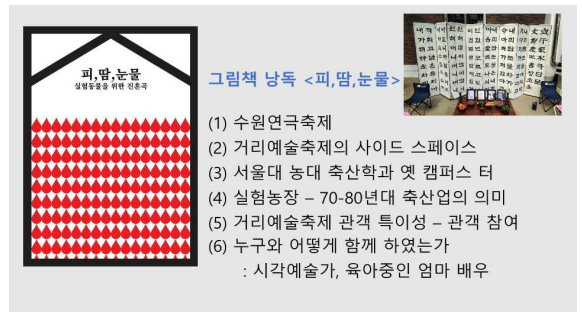 피,땀,눈물
실험동물을 위한 진혼곡
그림책 낭독 <피,땀,눈물>
(1) 수원연극축제
(2) 거리예술축제의 사이드 스페이스
(3) 서울대 농대 축산학과 옛 캠퍼스 터
(4) 실험농장 – 70-80년대 축산업의 의미
(5) 거리예술축제 관객 특이성 – 관객 참여
(6) 누구와 어떻게 함께 하였는가
: 시각예술가, 육아중인 엄마 배우